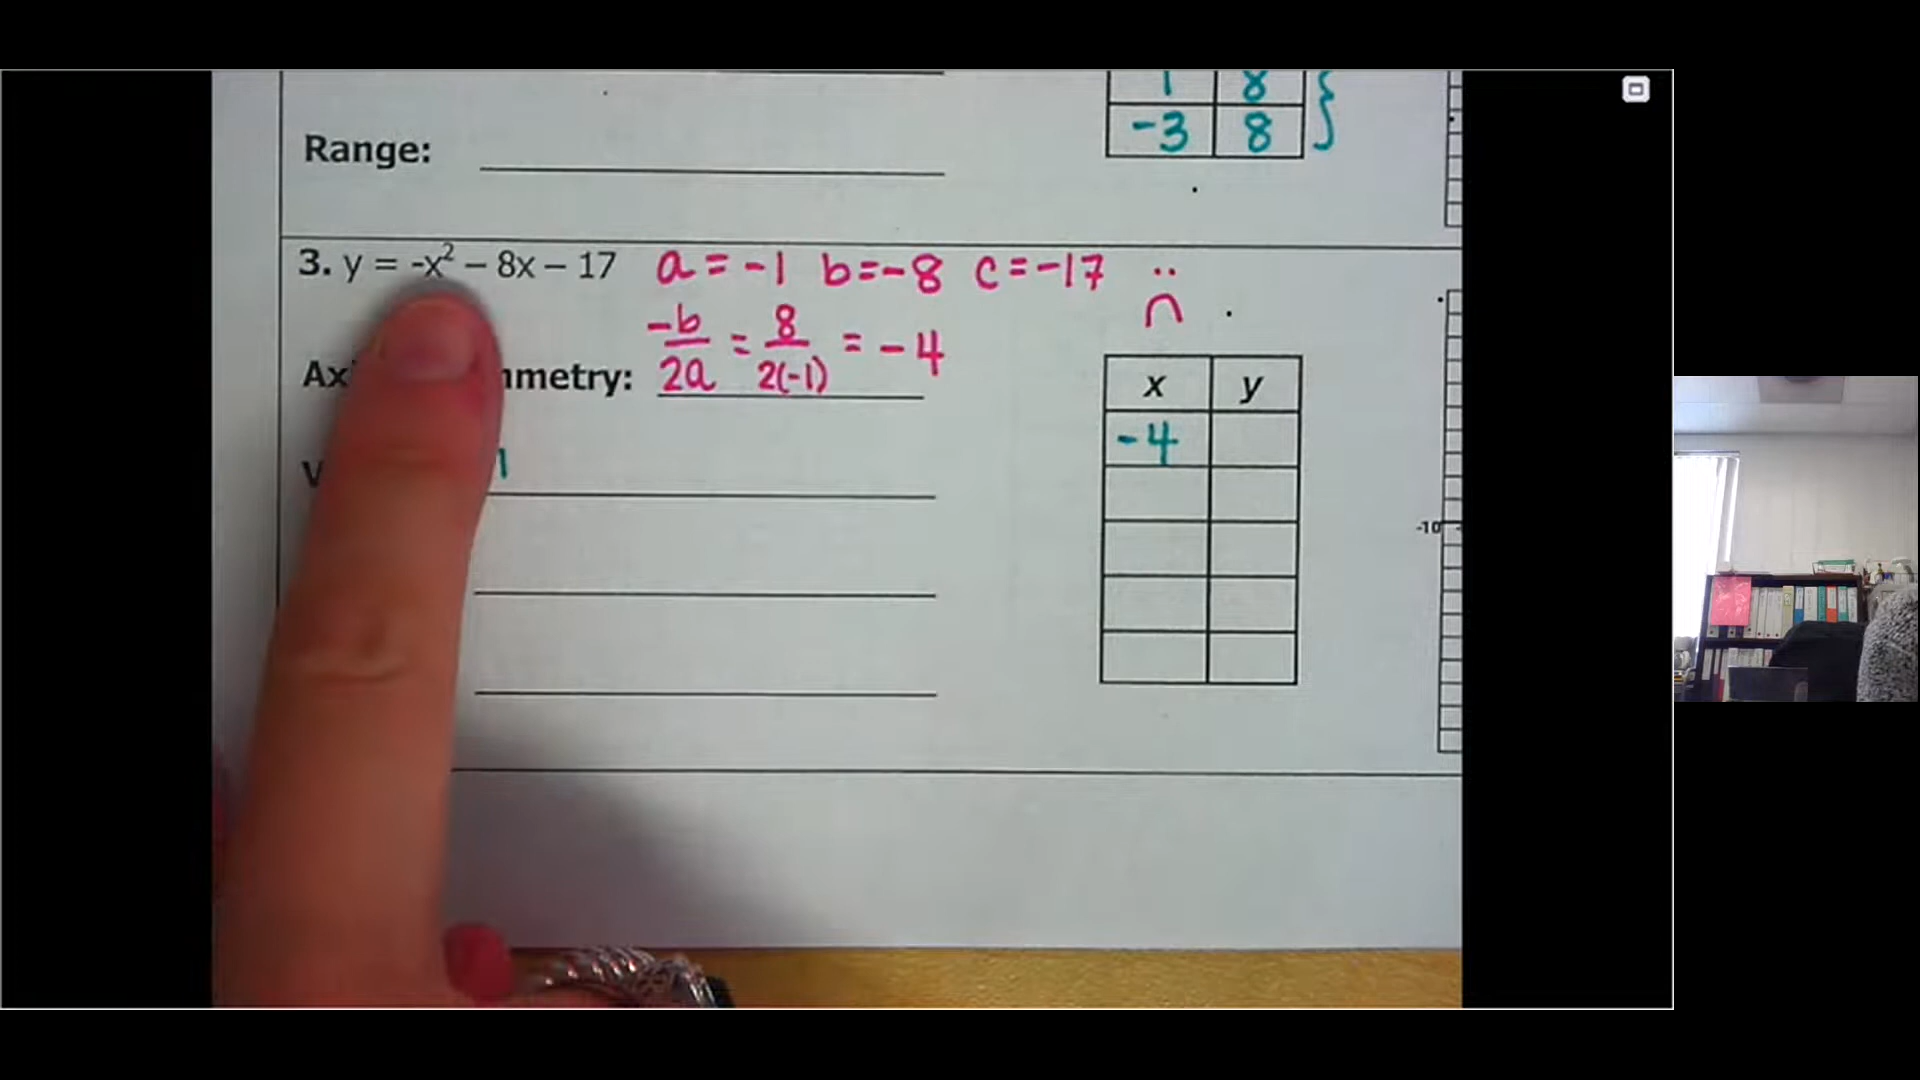 1 8
-3 8
Range:
3. y = -x² – 8x – 17 a = -1 b = -8 c = -17
-b/2a = 8/2(-1) = -4
mmetry:
x y
-4
-10